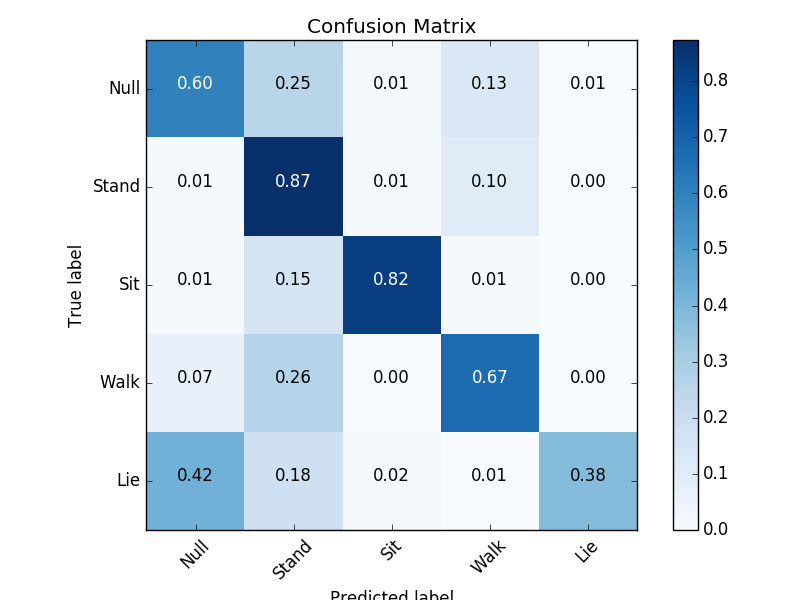 Confusion Matrix
Null 0.60 0.25 0.01 0.13 0.01
Stand 0.01 0.87 0.01 0.10 0.00
Sit 0.01 0.15 0.82 0.01 0.00
Walk 0.07 0.26 0.00 0.67 0.00
Lie 0.42 0.18 0.02 0.01 0.38
Null Stand Sit Walk Lie
True label
Predicted label
0.8
0.7
0.6
0.5
0.4
0.3
0.2
0.1
0.0